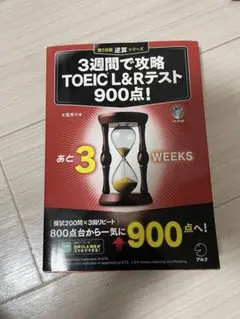 残り日数 逆算シリーズ
3週間で攻略
TOEIC L&Rテスト
900点!
あと3 WEEKS
模試200問×3回リピート
800点台から一気に900点へ!
アルク